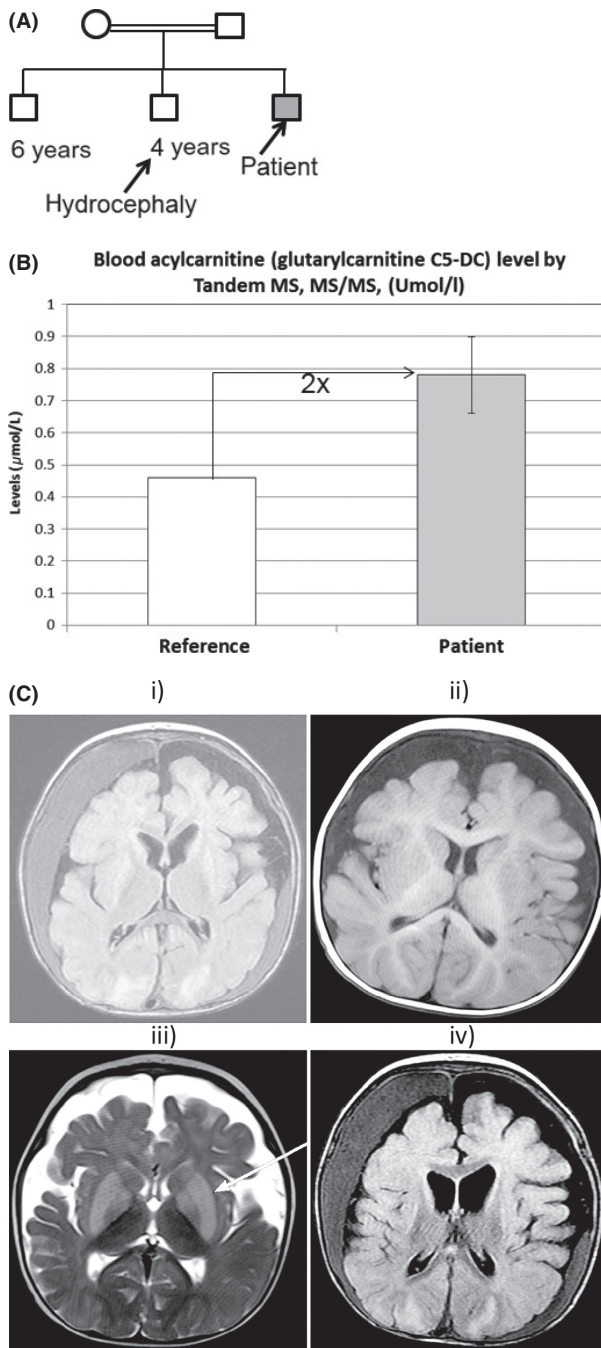 (A)
6 years
4 years
Patient
Hydrocephaly
(B)
Blood acylcarnitine (glutarylcarnitine C5-DC) level by
Tandem MS, MS/MS, (Umol/l)
Levels (µmol/L)
1
0.9
0.8
0.7
0.6
0.5
0.4
0.3
0.2
0.1
0
2x
Reference
Patient
(C)
i)
ii)
iii)
iv)